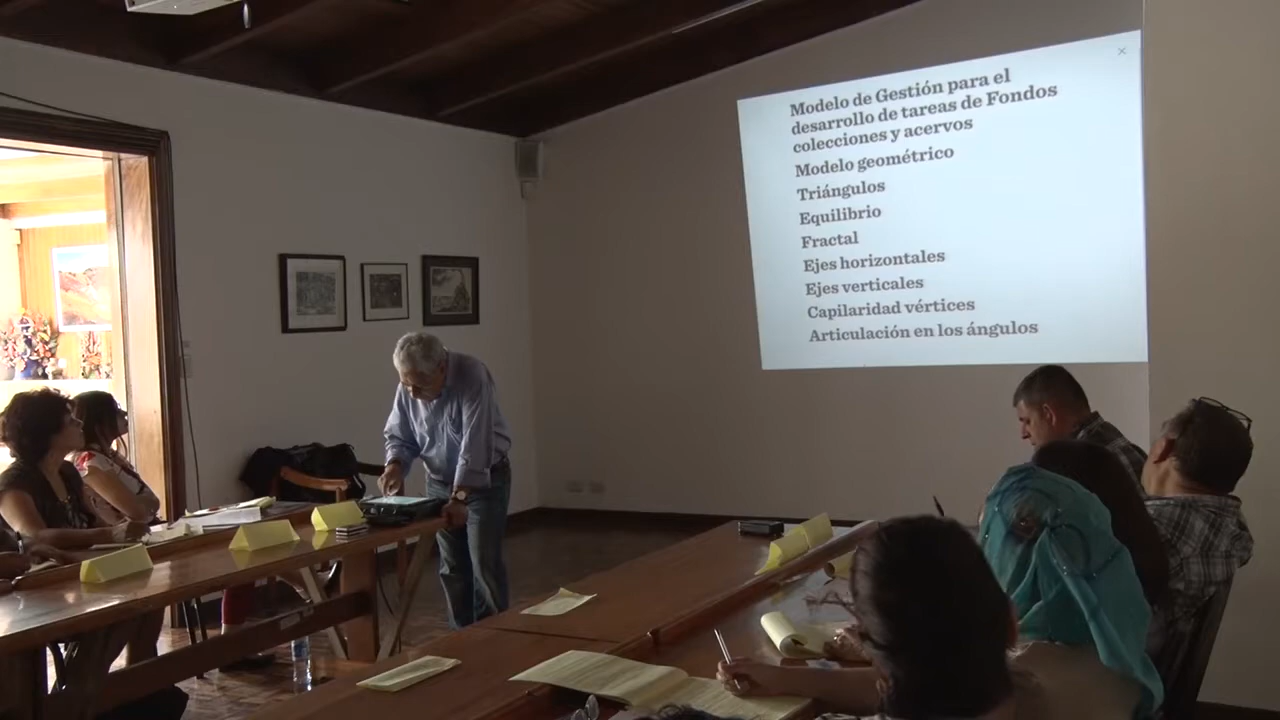 Modelo de Gestión para el
desarrollo de tareas de Fondos
colecciones y acervos
Modelo geométrico
Triángulos
Equilibrio
Fractal
Ejes horizontales
Ejes verticales
Capilaridad vértices
Articulación en los ángulos